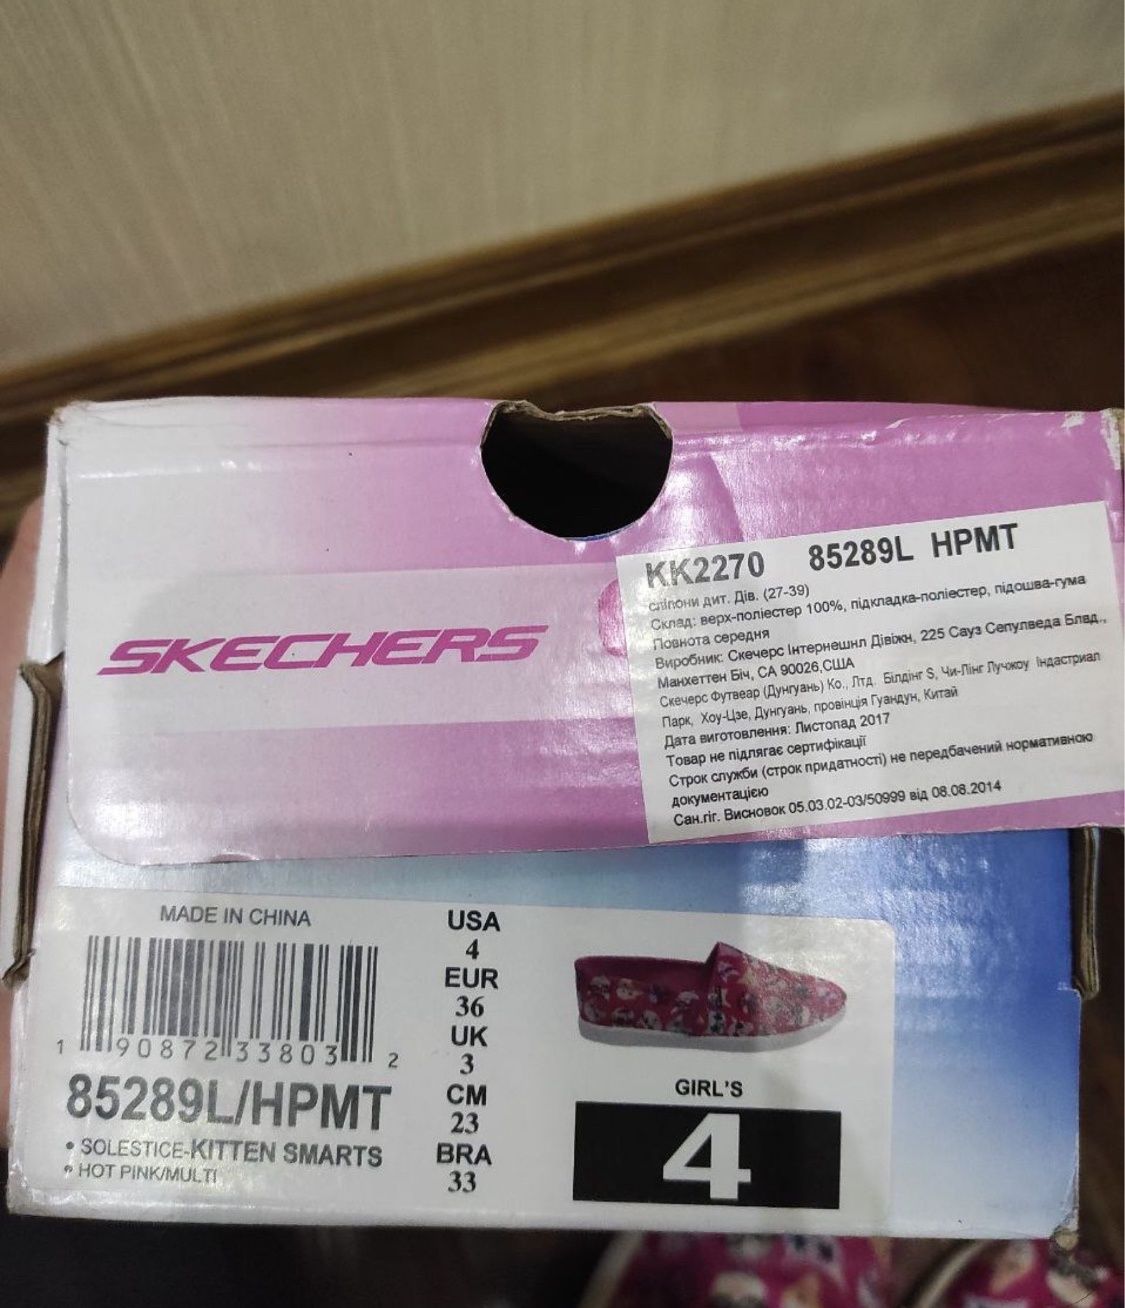 SKECHERS
KK2270 85289L HPMT
сліпони дит. Дів. (27-39)
Склад: верх-поліестер 100%, підкладка-поліестер, підошва-гума
Повнота середня
Виробник: Скечерс Інтернешнл Дівіжн, 225 Сауз Сепулведа Блвд.,
Манхеттен Біч, СА 90026,США
Скечерс Футвеар (Дунгуань) Ко., Лтд. Білдінг S, Чи-Лінг Лучжоу Індастриал
Парк, Хоу-Цзе, Дунгуань, провінція Гуандун, Китай
Дата виготовлення: Листопад 2017
Товар не підлягає сертифікації
Строк служби (строк придатності) не передбачений нормативною
документацією
Сан.гіг. Висновок 05.03.02-03/50999 від 08.08.2014
MADE IN CHINA
1 90872 33803 2
85289L/HPMT
• SOLESTICE-KITTEN SMARTS
• HOT PINK/MULTI
USA
4
EUR
36
UK
3
CM
23
BRA
33
GIRL'S
4